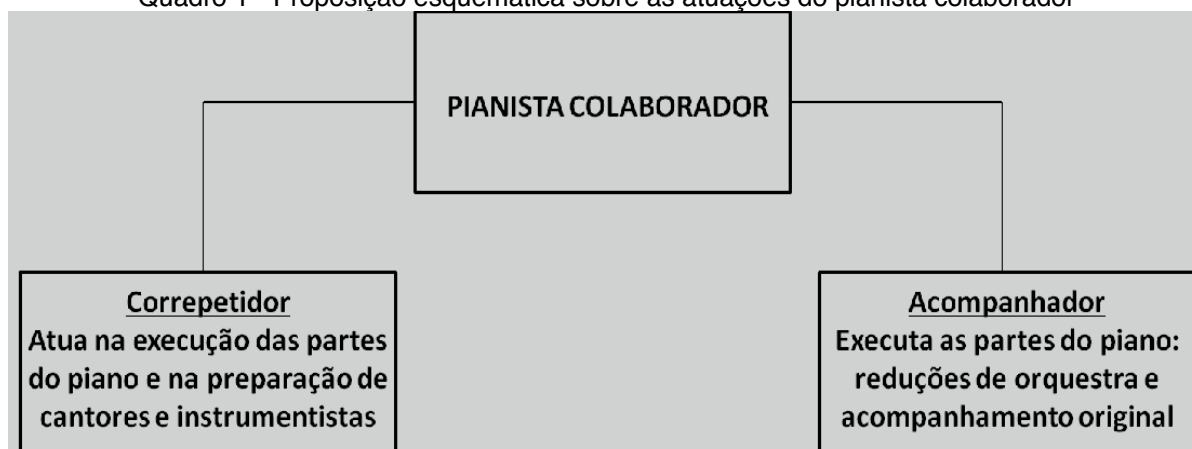 Quadro 1 - Proposição esquemática sobre as atuações do pianista colaborador
PIANISTA COLABORADOR
Correpetidor
Atua na execução das partes
do piano e na preparação de
cantores e instrumentistas
Acompanhador
Executa as partes do piano:
reduções de orquestra e
acompanhamento original